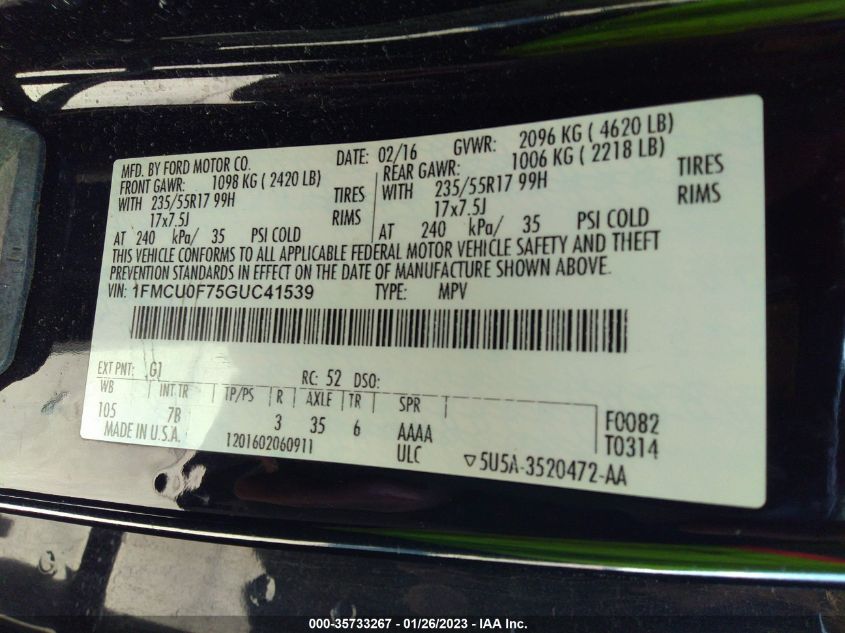 MFD. BY FORD MOTOR CO. DATE: 02/16 GVWR: 2096 KG ( 4620 LB)
FRONT GAWR: 1098 KG ( 2420 LB) REAR GAWR: 1006 KG ( 2218 LB)
WITH 235/55R17 99H TIRES WITH 235/55R17 99H TIRES
17x7.5J RIMS 17x7.5J RIMS
AT 240 kPa/ 35 PSI COLD AT 240 kPa/ 35 PSI COLD
THIS VEHICLE CONFORMS TO ALL APPLICABLE FEDERAL MOTOR VEHICLE SAFETY AND THEFT
PREVENTION STANDARDS IN EFFECT ON THE DATE OF MANUFACTURE SHOWN ABOVE.
VIN: 1FMCU0F75GUC41539 TYPE: MPV
EXT PNT: G1 RC: 52 DSO:
WB INT TR TP/PS R AXLE TR SPR
105 7B 3 35 6 AAAA F0082
MADE IN U.S.A. 1201602060911 ULC T0314
▽5U5A-3520472-AA
000-35733267 - 01/26/2023 - IAA Inc.